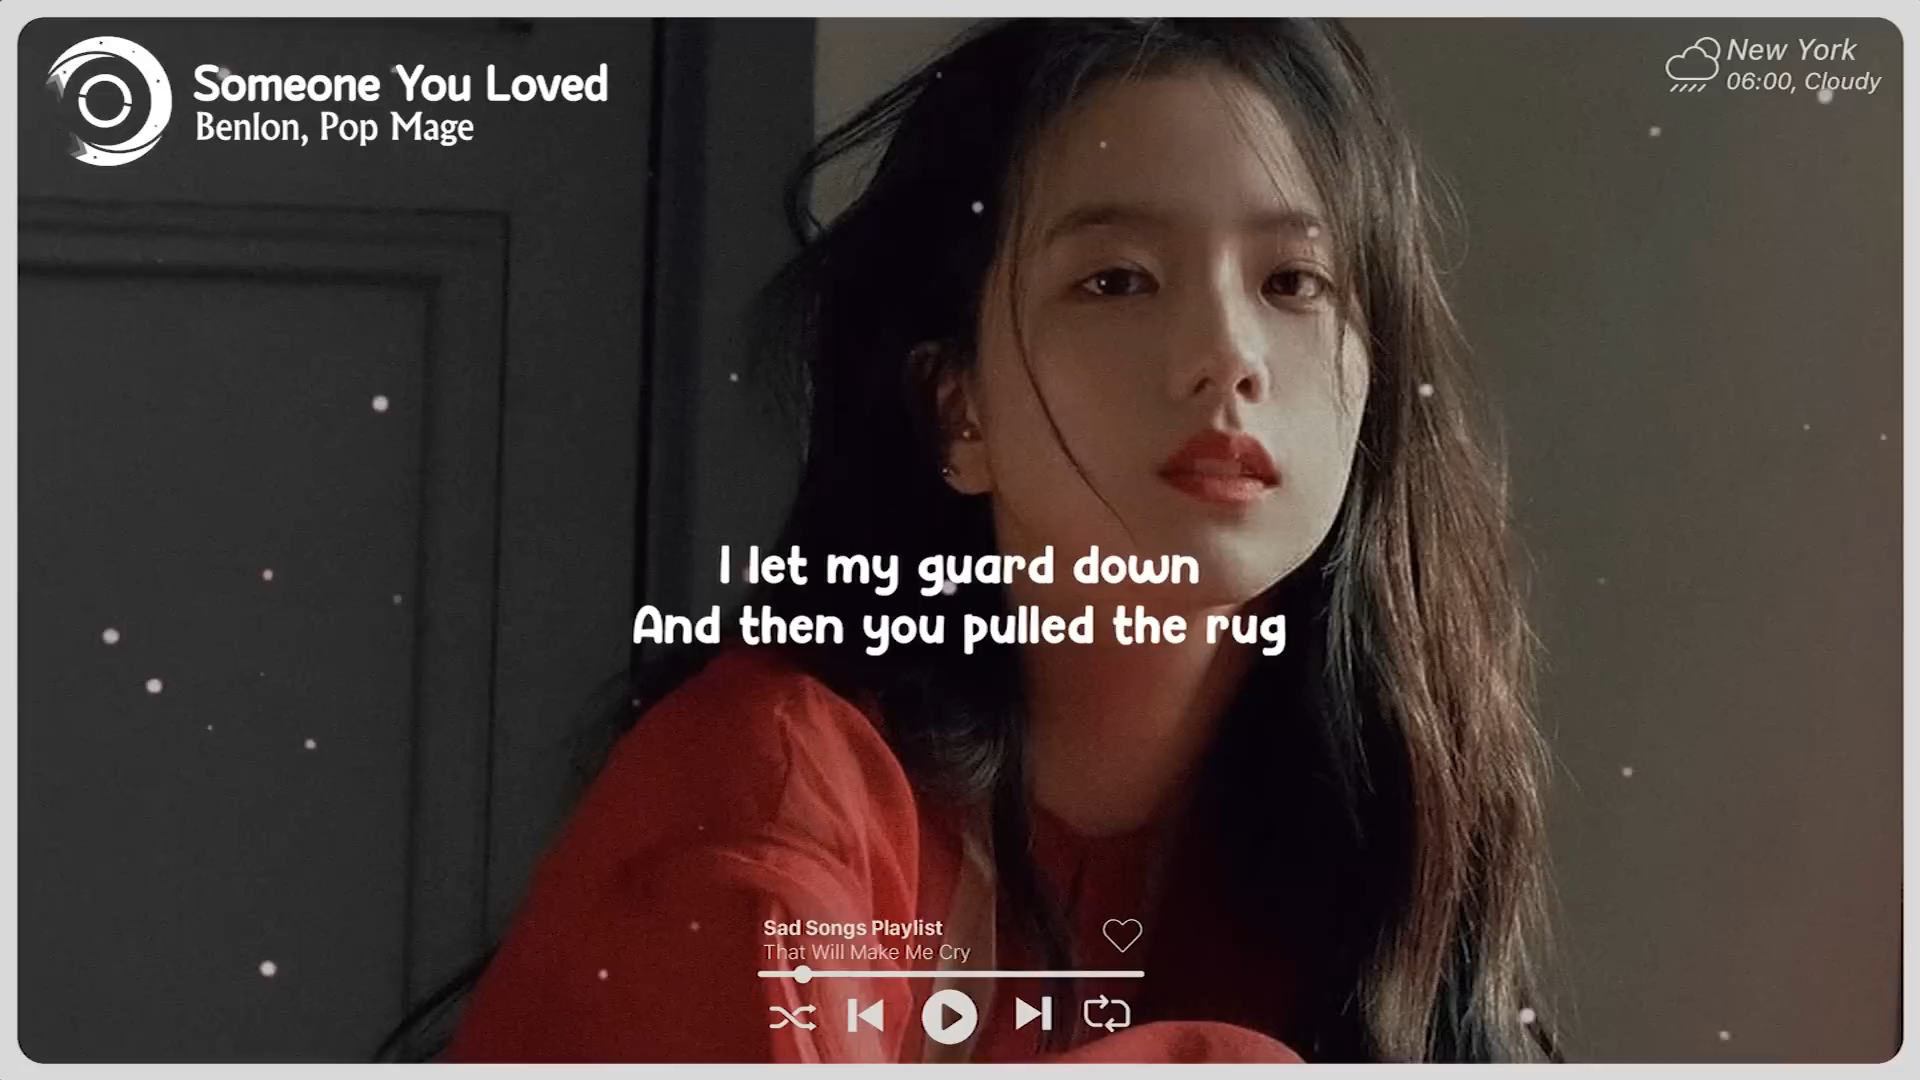 Someone You Loved
Benlon, Pop Mage
New York
06:00, Cloudy
I let my guard down
And then you pulled the rug
Sad Songs Playlist
That Will Make Me Cry